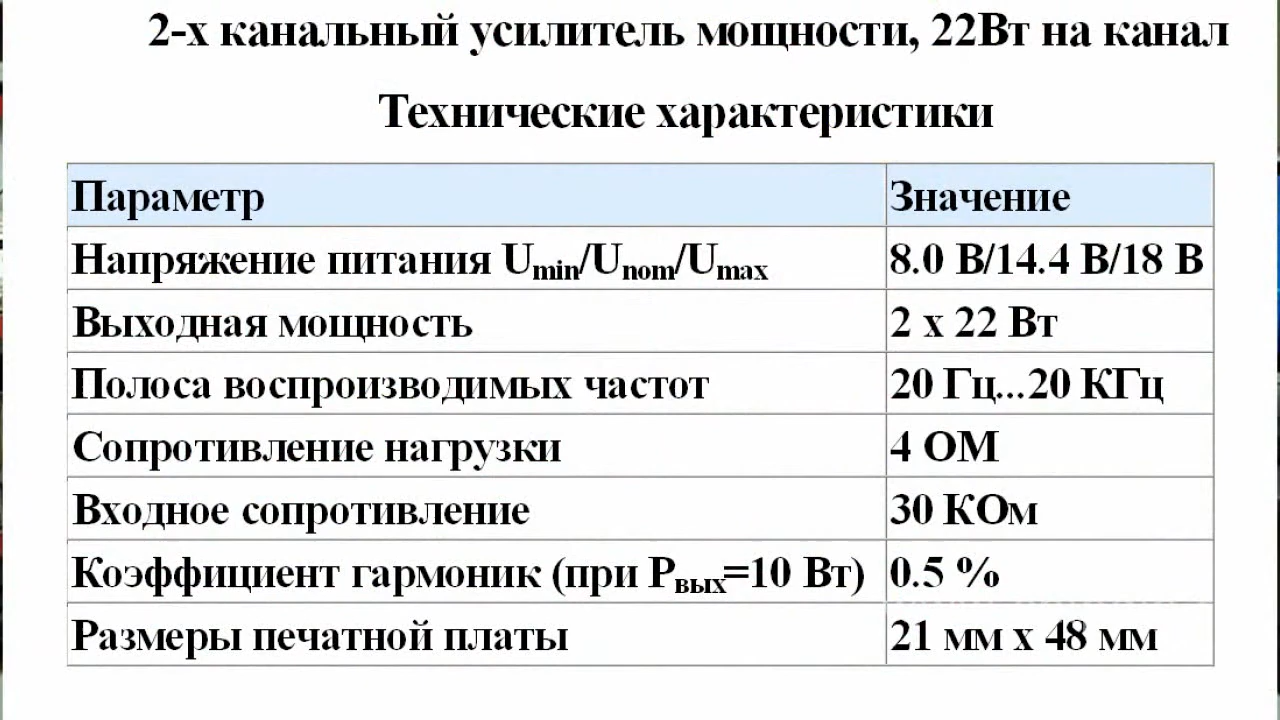 2-х канальный усилитель мощности, 22Вт на канал
Технические характеристики
Параметр Значение
Напряжение питания Umin/Unom/Umax 8.0 В/14.4 В/18 В
Выходная мощность 2 х 22 Вт
Полоса воспроизводимых частот 20 Гц...20 КГц
Сопротивление нагрузки 4 ОМ
Входное сопротивление 30 КОм
Коэффициент гармоник (при Рвых=10 Вт) 0.5 %
Размеры печатной платы 21 мм х 48 мм